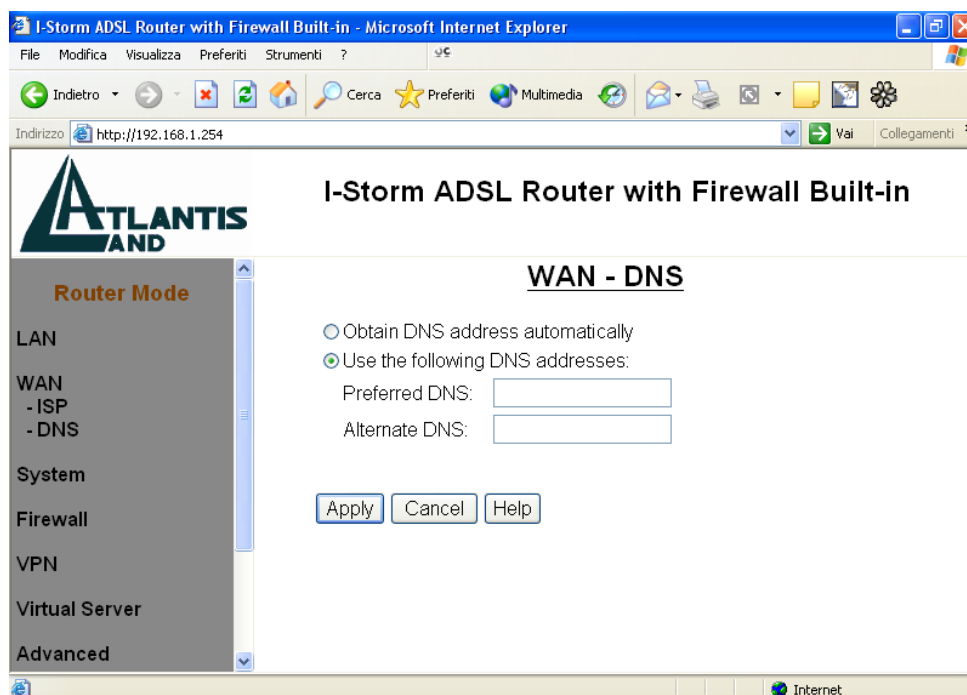 I-Storm ADSL Router with Firewall Built-in - Microsoft Internet Explorer
File Modifica Visualizza Preferiti Strumenti ?
Indietro Cerca Preferiti Multimedia
Indirizzo http://192.168.1.254 Vai Collegamenti
ATLANTIS
LAND
I-Storm ADSL Router with Firewall Built-in
Router Mode
LAN
WAN
- ISP
- DNS
System
Firewall
VPN
Virtual Server
Advanced
WAN - DNS
Obtain DNS address automatically
Use the following DNS addresses:
Preferred DNS:
Alternate DNS:
Apply Cancel Help
Internet